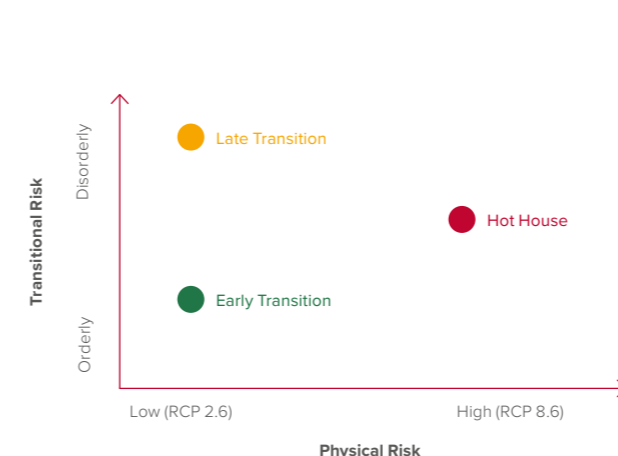 Transitional Risk
Disorderly
Orderly
Late Transition
Hot House
Early Transition
Low (RCP 2.6)
High (RCP 8.6)
Physical Risk